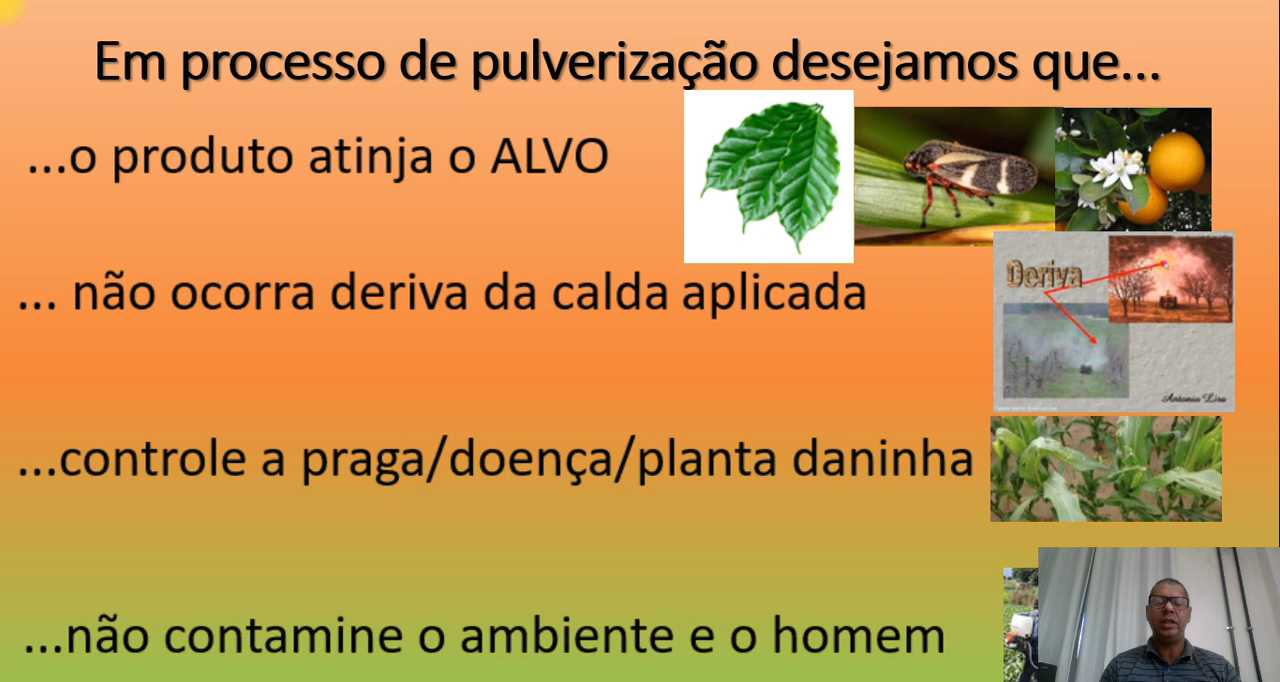 Em processo de pulverização desejamos que...
...o produto atinja o ALVO
... não ocorra deriva da calda aplicada
Deriva
Antonio Lira
...controle a praga/doença/planta daninha
...não contamine o ambiente e o homem